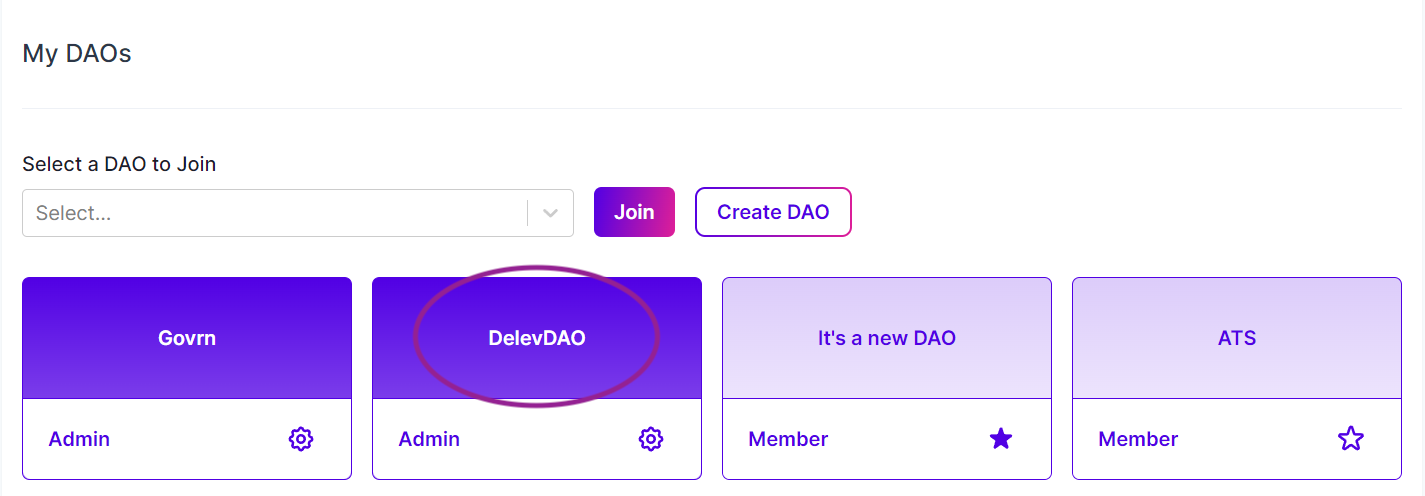 My DAOs
Select a DAO to Join
Select...
Join
Create DAO
Govrn
DelevDAO
It's a new DAO
ATS
Admin
Admin
Member
Member